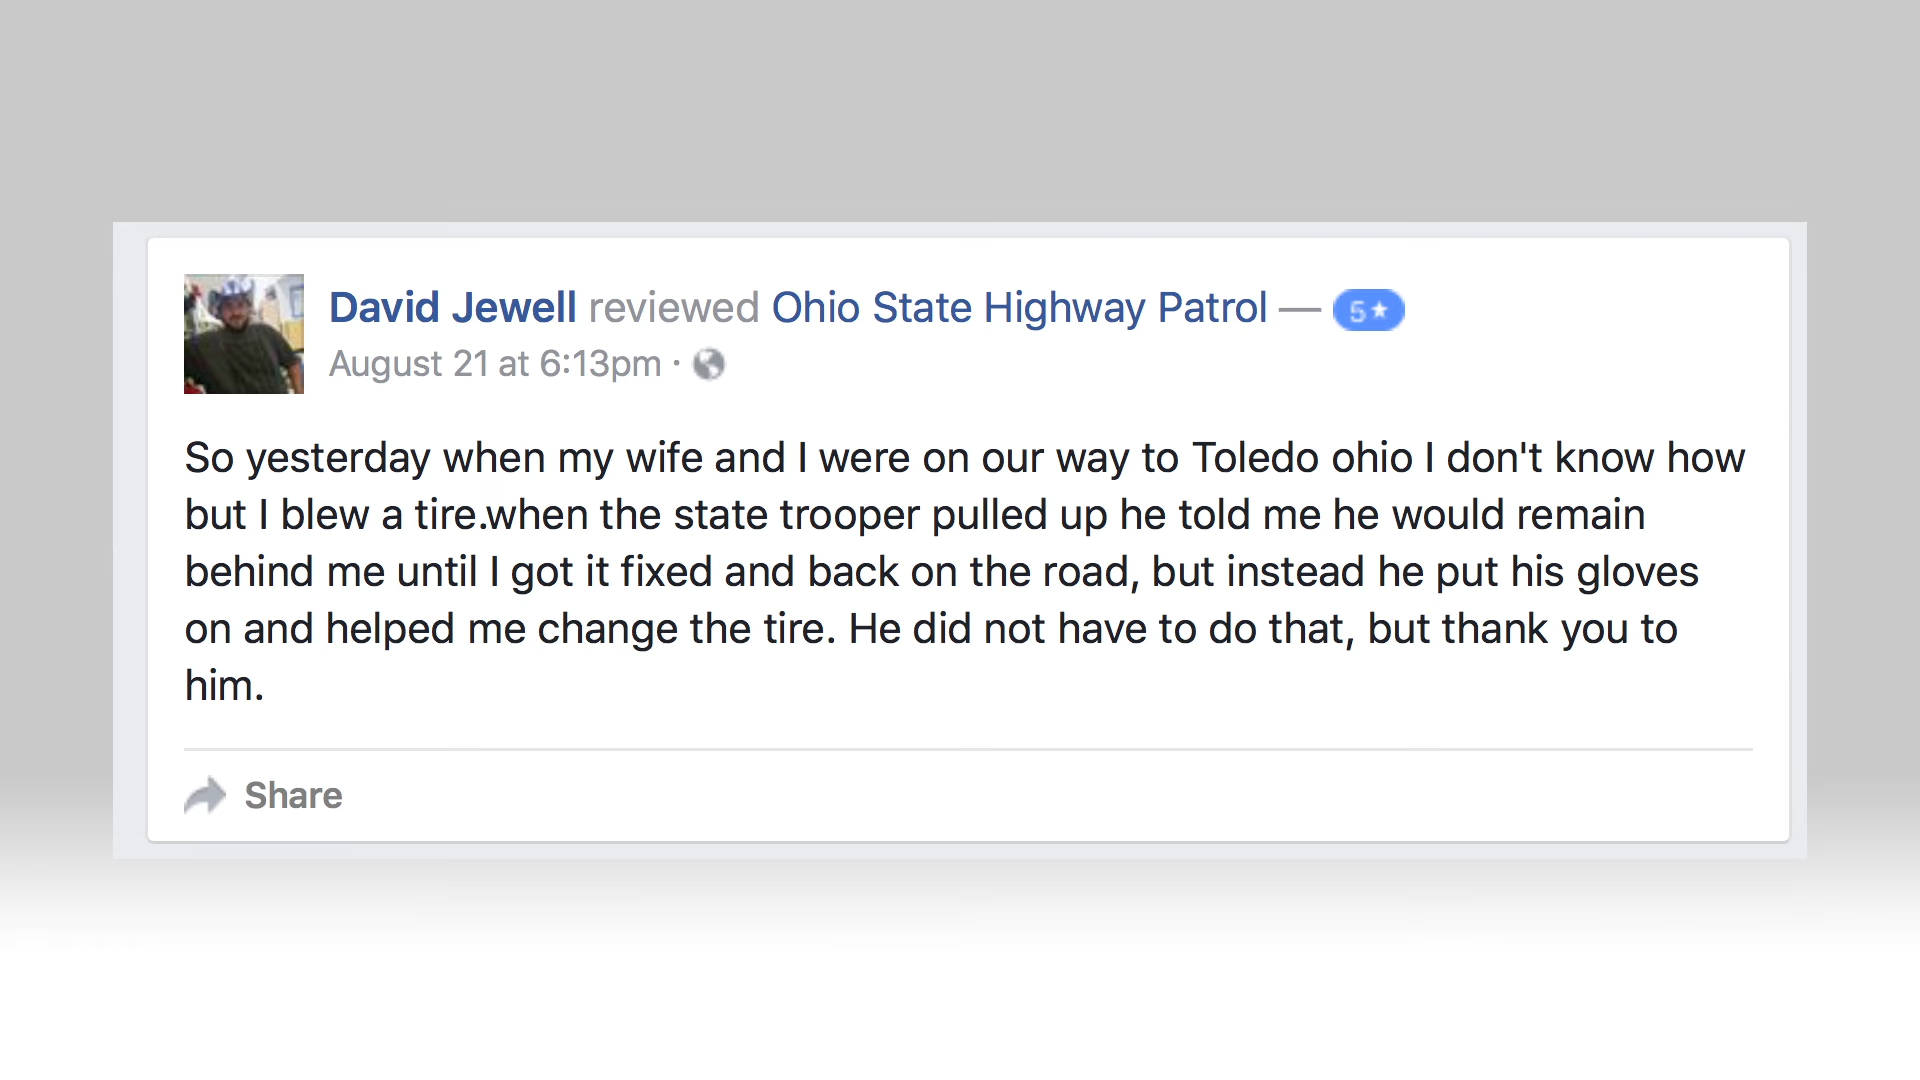 David Jewell reviewed Ohio State Highway Patrol — 5★
August 21 at 6:13pm ·
So yesterday when my wife and I were on our way to Toledo ohio I don't know how
but I blew a tire.when the state trooper pulled up he told me he would remain
behind me until I got it fixed and back on the road, but instead he put his gloves
on and helped me change the tire. He did not have to do that, but thank you to
him.
Share